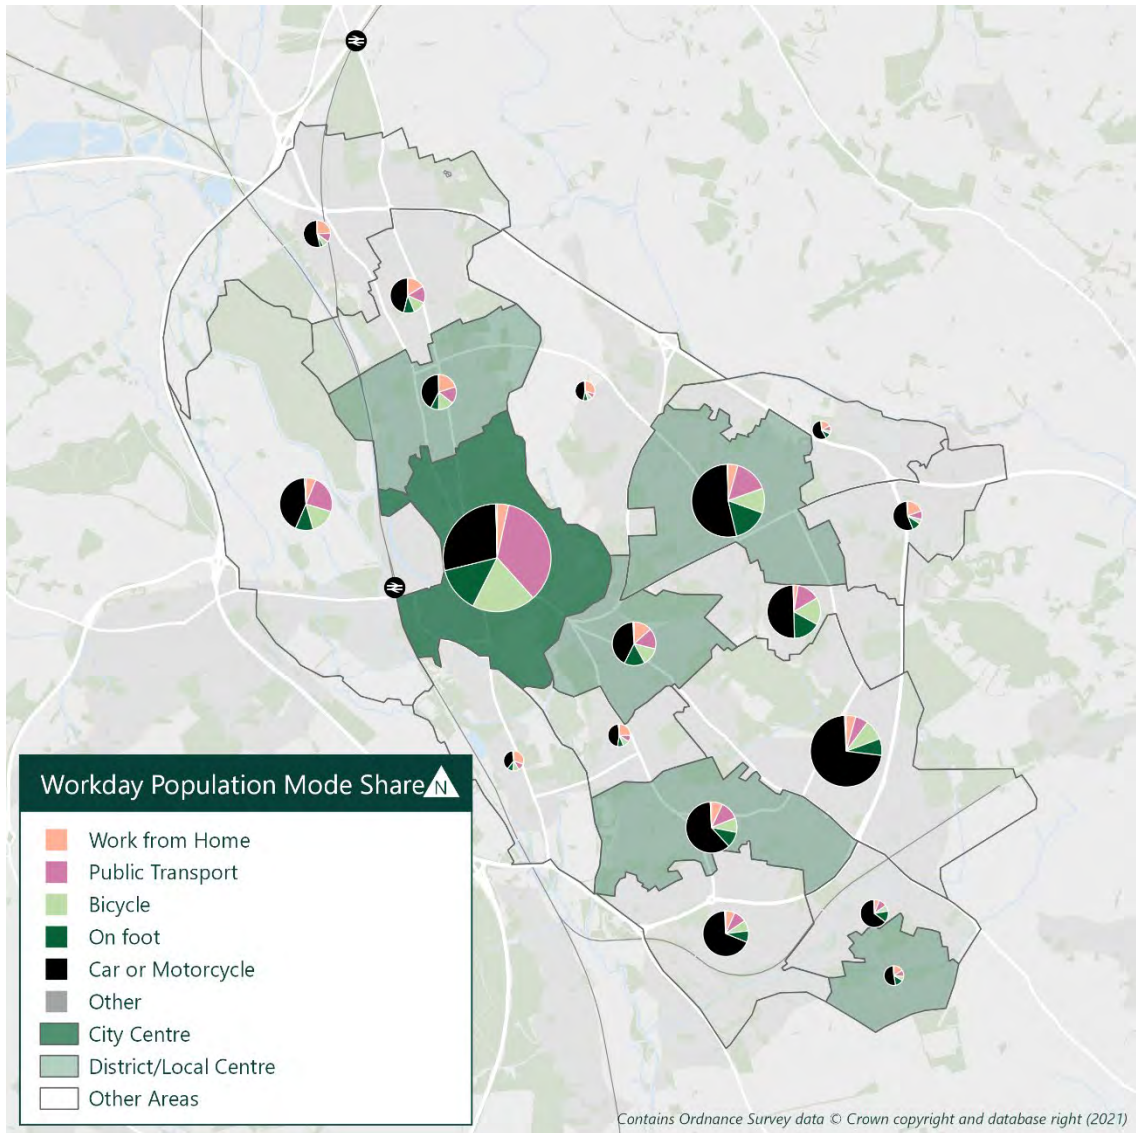 Workday Population Mode Share
N
Work from Home
Public Transport
Bicycle
On foot
Car or Motorcycle
Other
City Centre
District/Local Centre
Other Areas
Contains Ordnance Survey data © Crown copyright and database right (2021)